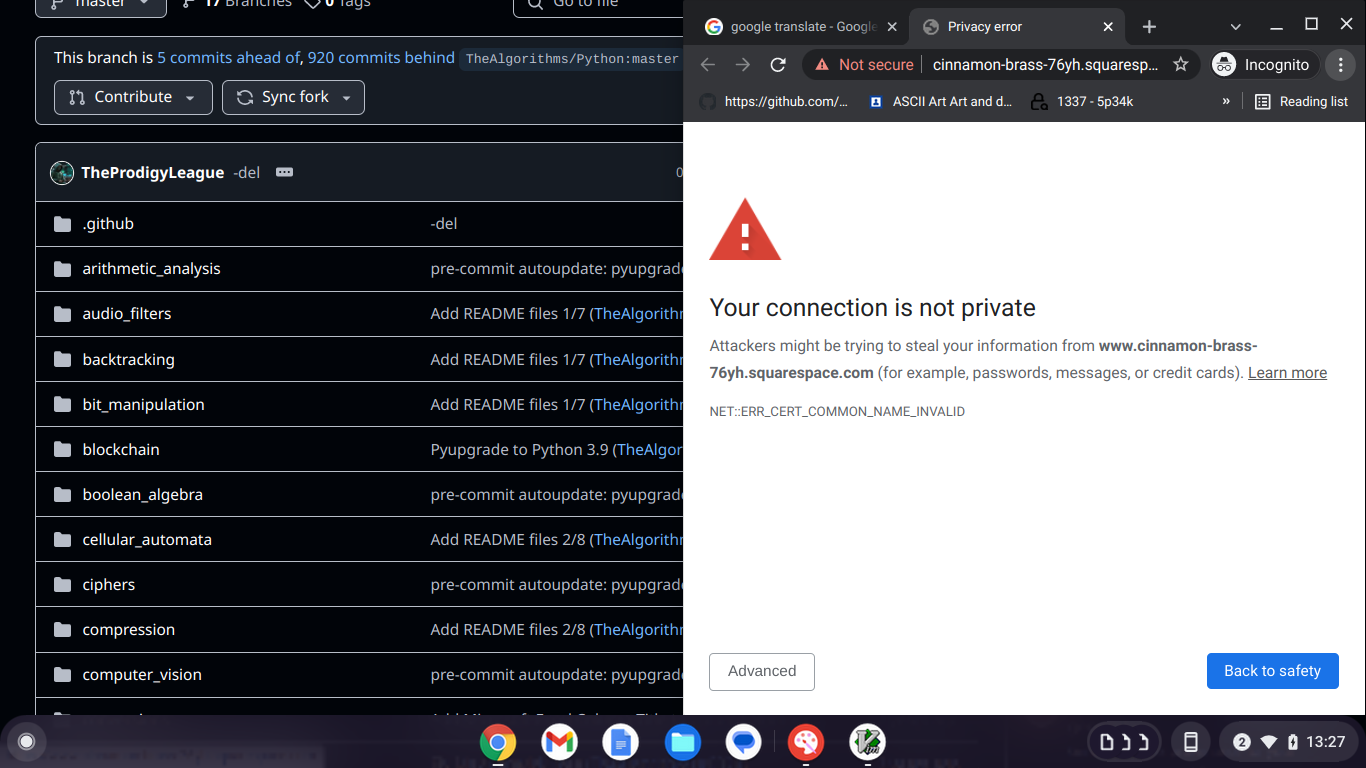 master
17 Branches
0 Tags
Go to file
This branch is 5 commits ahead of, 920 commits behind TheAlgorithms/Python:master
Contribute
Sync fork
TheProdigyLeague -del
.github -del
arithmetic_analysis pre-commit autoupdate: pyupgrade
audio_filters Add README files 1/7 (TheAlgorithm
backtracking Add README files 1/7 (TheAlgorithm
bit_manipulation Add README files 1/7 (TheAlgorithm
blockchain Pyupgrade to Python 3.9 (TheAlgor
boolean_algebra pre-commit autoupdate: pyupgrade
cellular_automata Add README files 2/8 (TheAlgorithm
ciphers pre-commit autoupdate: pyupgrade
compression Add README files 2/8 (TheAlgorithm
computer_vision pre-commit autoupdate: pyupgrade
google translate - Google
Privacy error
Not secure
cinnamon-brass-76yh.squaresp...
Incognito
https://github.com/...
ASCII Art Art and d...
1337 - 5p34k
»
Reading list
Your connection is not private
Attackers might be trying to steal your information from www.cinnamon-brass-
76yh.squarespace.com (for example, passwords, messages, or credit cards). Learn more
NET::ERR_CERT_COMMON_NAME_INVALID
Advanced
Back to safety
2
13:27